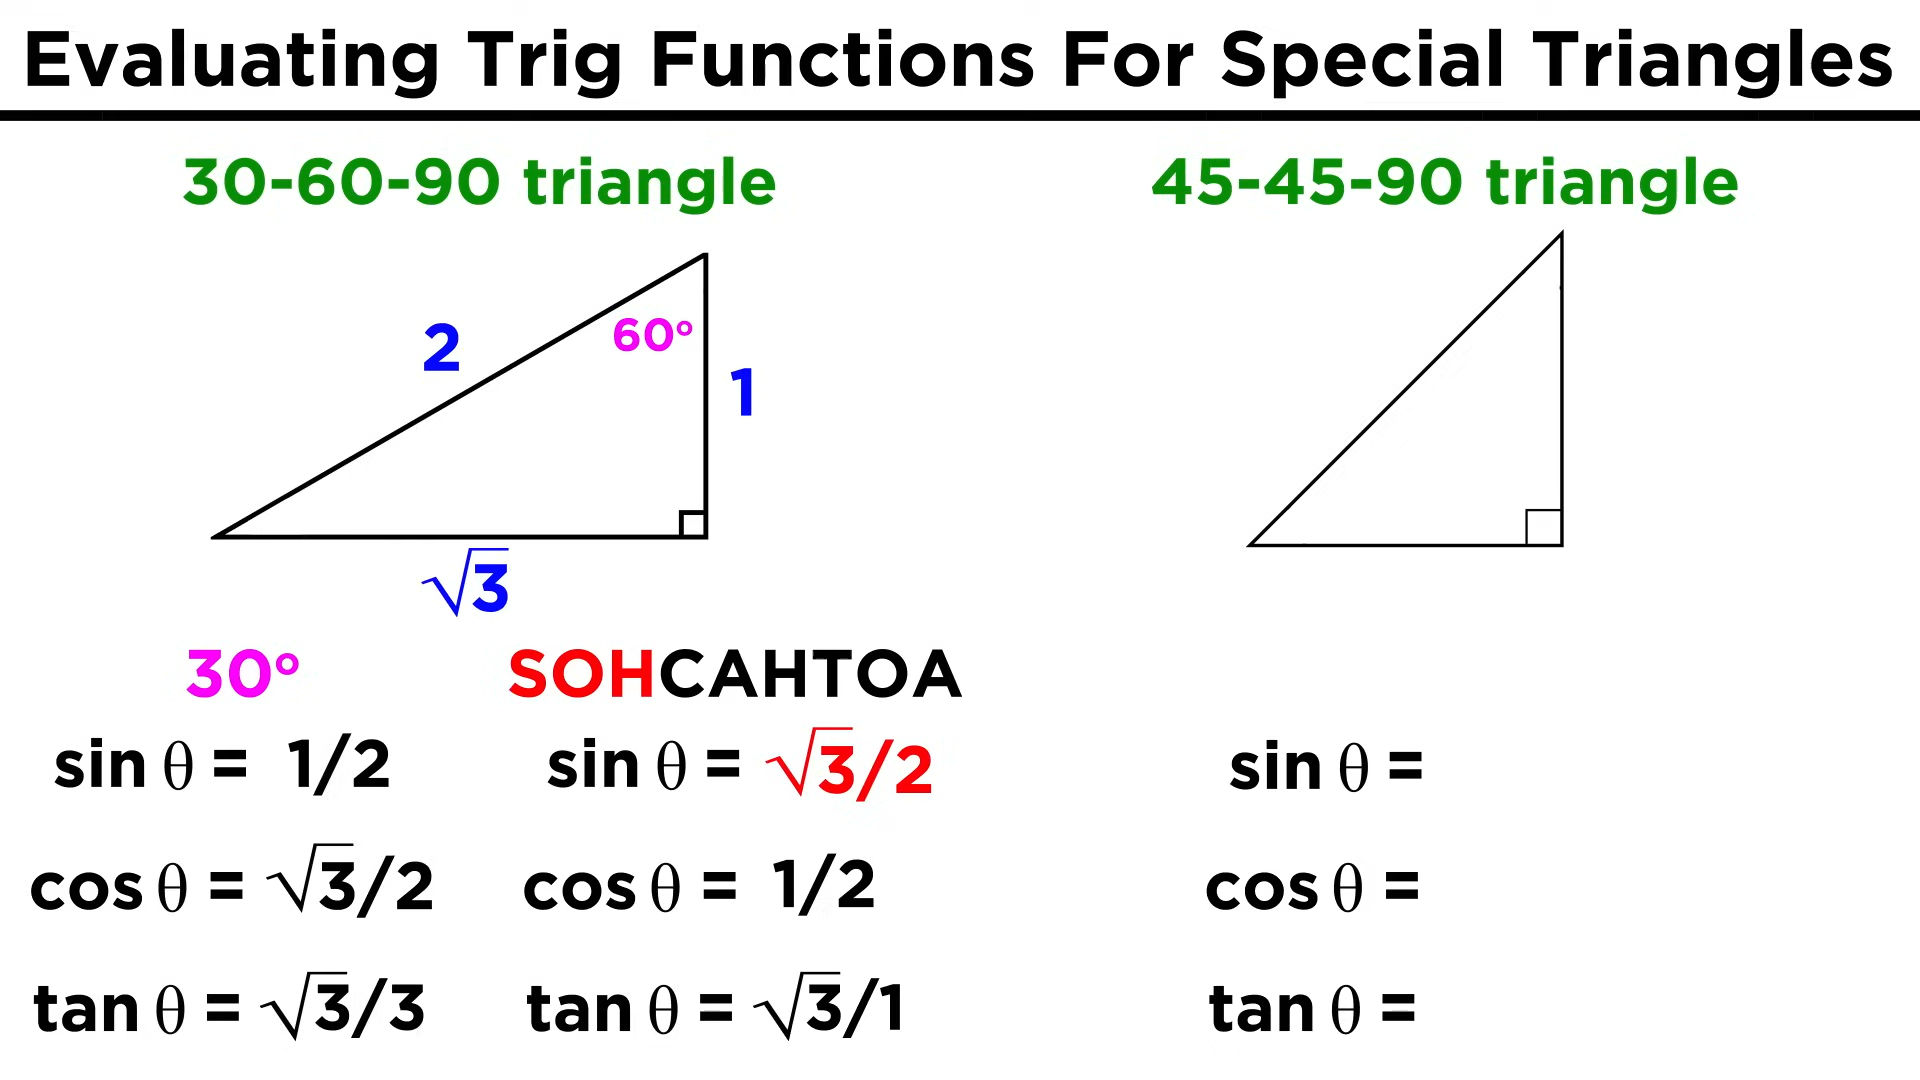 Evaluating Trig Functions For Special Triangles
30-60-90 triangle
45-45-90 triangle
2
60°
1
√3
30°
SOHCAHTOA
sin θ = 1/2
sin θ = √3/2
sin θ =
cos θ = √3/2
cos θ = 1/2
cos θ =
tan θ = √3/3
tan θ = √3/1
tan θ =